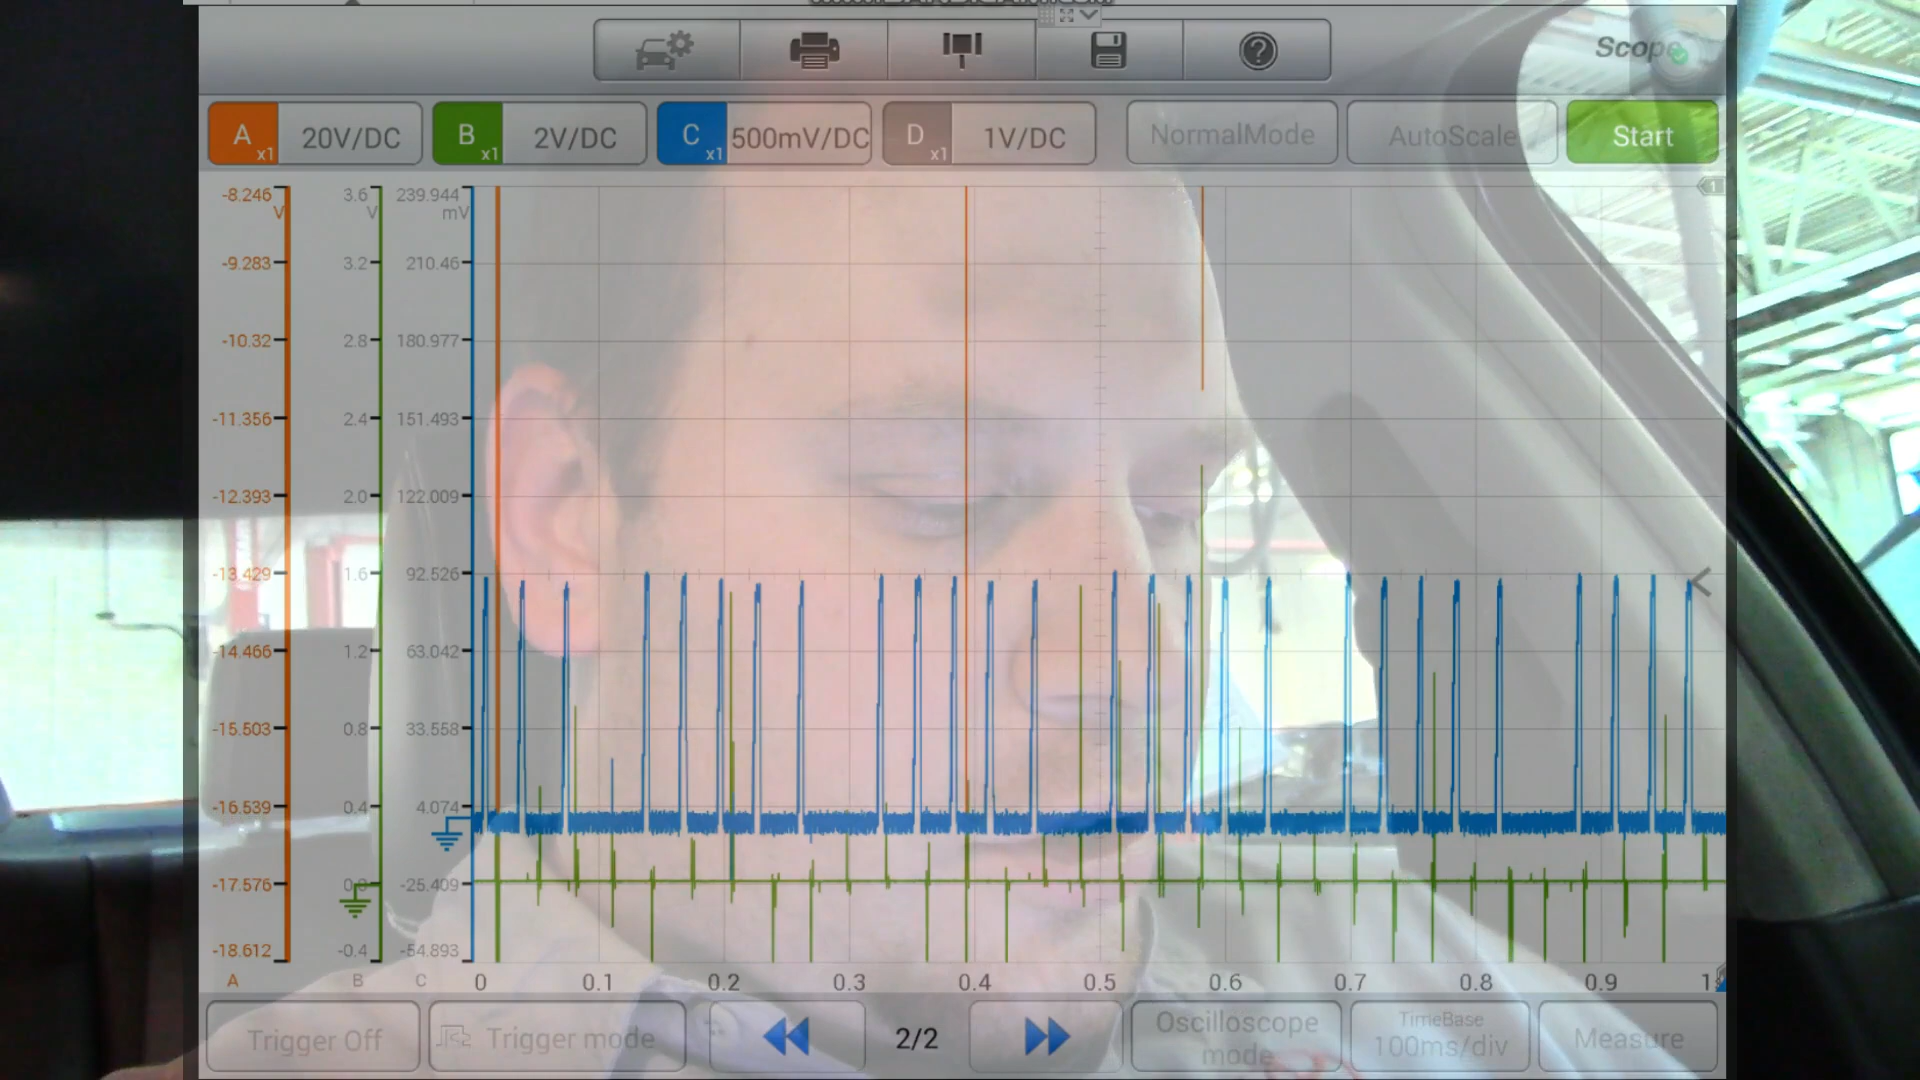 Scope
A x1 20V/DC B x1 2V/DC C x1 500mV/DC D x1 1V/DC NormalMode AutoScale Start
-8.246 3.6 239.944 1
V V mV
-9.283 3.2 210.46
-10.32 2.8 180.977
-11.356 2.4 151.493
-12.393 2.0 122.009
-13.429 1.6 92.526
-14.466 1.2 63.042
-15.503 0.8 33.558
-16.539 0.4 4.074
-17.576 0.0 -25.409
-18.612 -0.4 -54.893
A B C 0 0.1 0.2 0.3 0.4 0.5 0.6 0.7 0.8 0.9 1
Trigger Off Trigger mode 2/2 Oscilloscope mode TimeBase 100ms/div Measure